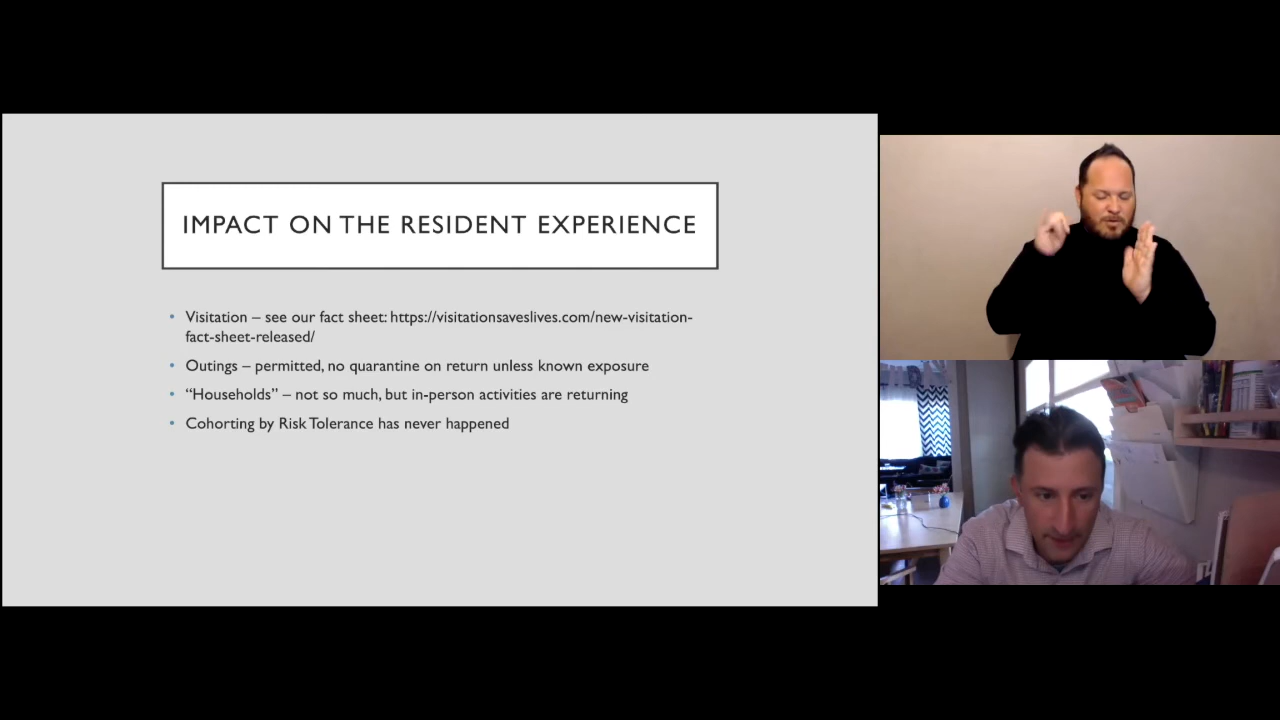 IMPACT ON THE RESIDENT EXPERIENCE
• Visitation – see our fact sheet: https://visitationsaveslives.com/new-visitation-
fact-sheet-released/
• Outings – permitted, no quarantine on return unless known exposure
• “Households” – not so much, but in-person activities are returning
• Cohorting by Risk Tolerance has never happened